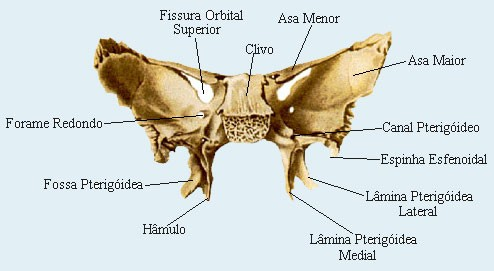 Fissura Orbital
Superior
Asa Menor
Clivo
Asa Maior
Forame Redondo
Canal Pterigóideo
Espinha Esfenoidal
Fossa Pterigóidea
Lâmina Pterigóidea
Lateral
Hâmulo
Lâmina Pterigóidea
Medial